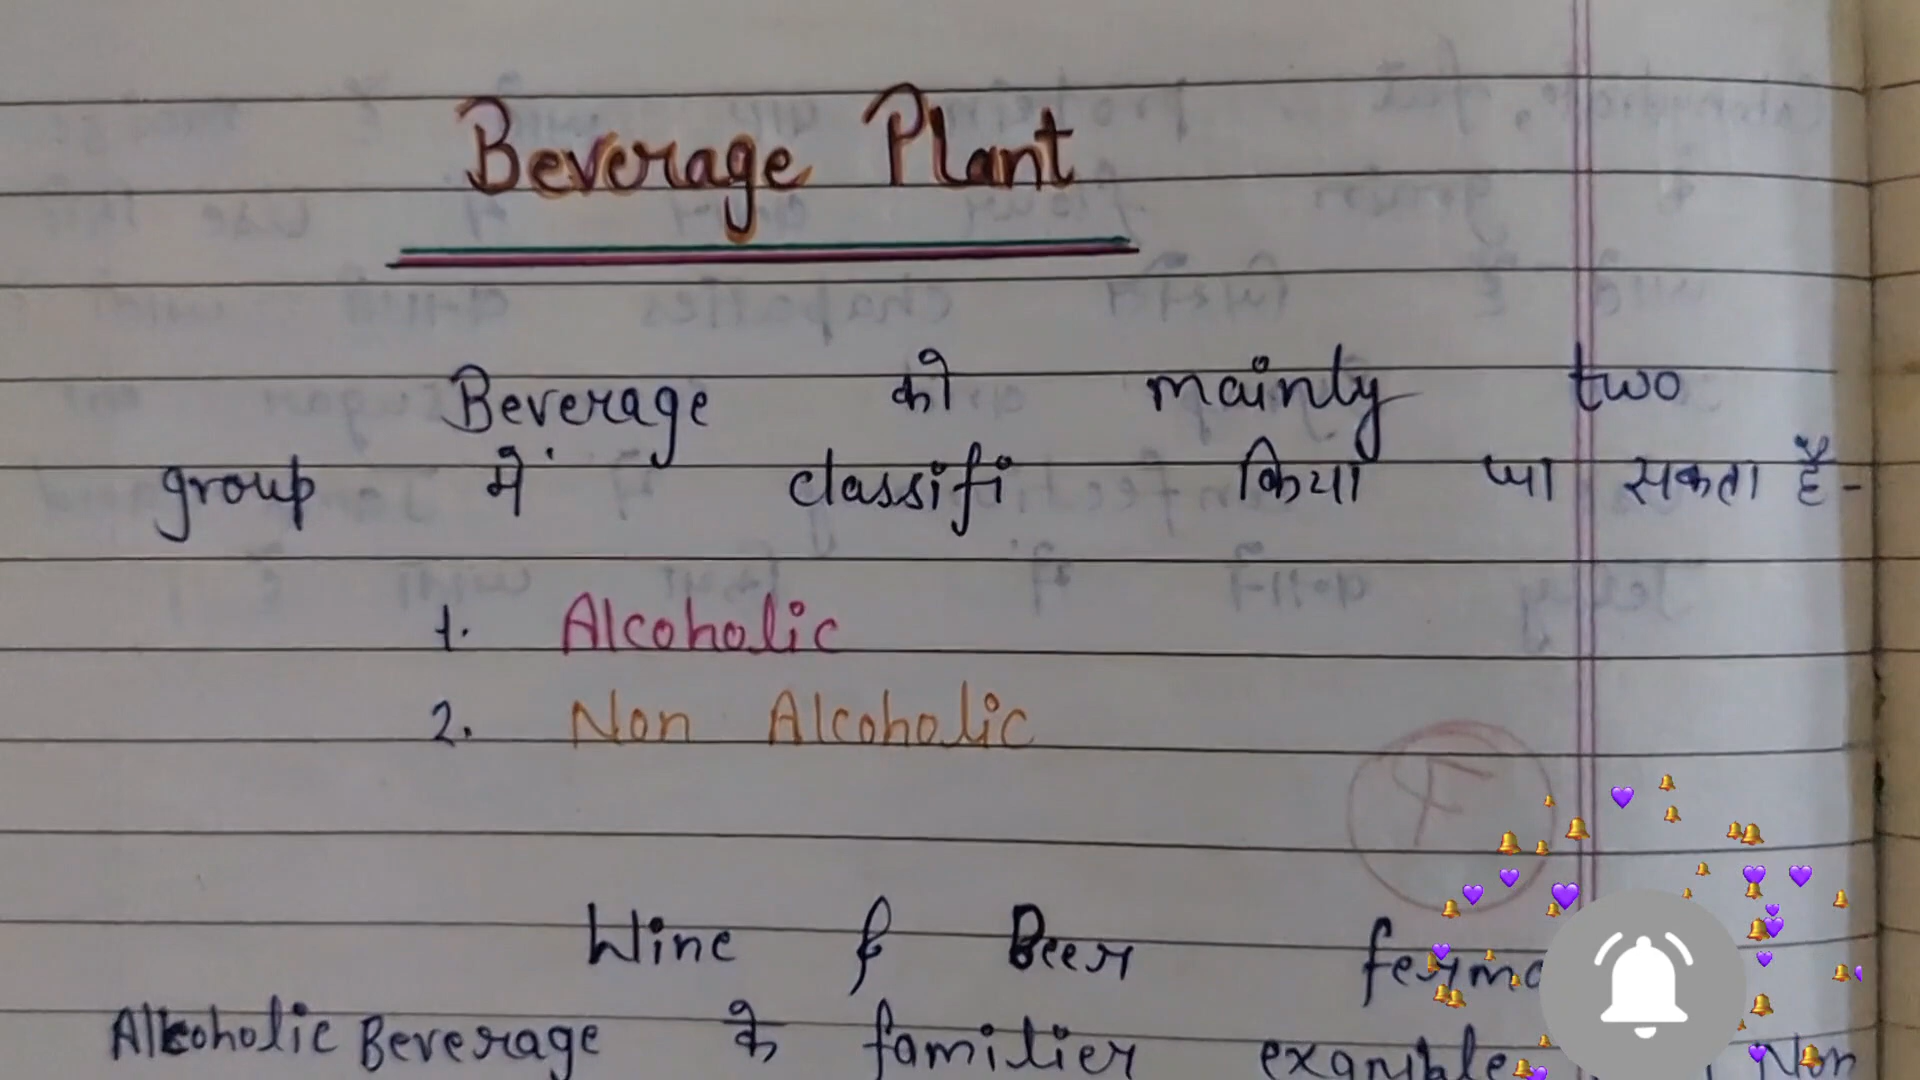 Beverage Plant
Beverage को mainly two
group में classifi किया जा सकता है -
1. Alcoholic
2. Non Alcoholic
Wine & Beer
Alcoholic Beverage के familier example Non